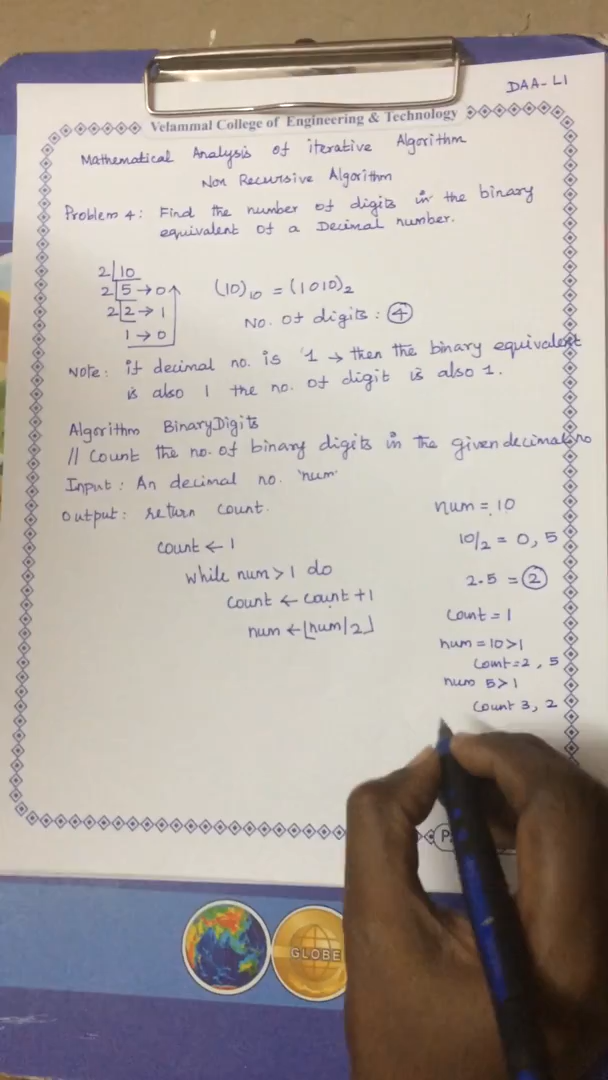 DAA-L1
Velammal College of Engineering & Technology
Mathematical Analysis of iterative Algorithm
Non Recursive Algorithm
Problem 4: Find the number of digits in the binary
equivalent of a Decimal number.
2 | 10
2 | 5 → 0
2 | 2 → 1
1 → 0
(10)₁₀ = (1010)₂
No. of digits : 4
Note: if decimal no. is '1 → then the binary equivalent
is also 1 the no. of digit is also 1.
Algorithm BinaryDigits
// Count the no. of binary digits in the given decimal no
Input: An decimal no. 'num'
Output: return count.
count ← 1
while num > 1 do
count ← count + 1
num ← ⌊num/2⌋
num = 10
10/2 = 0, 5
2.5 = 2
count = 1
num = 10 > 1
count = 2, 5
num 5 > 1
count 3, 2
P
GLOBE